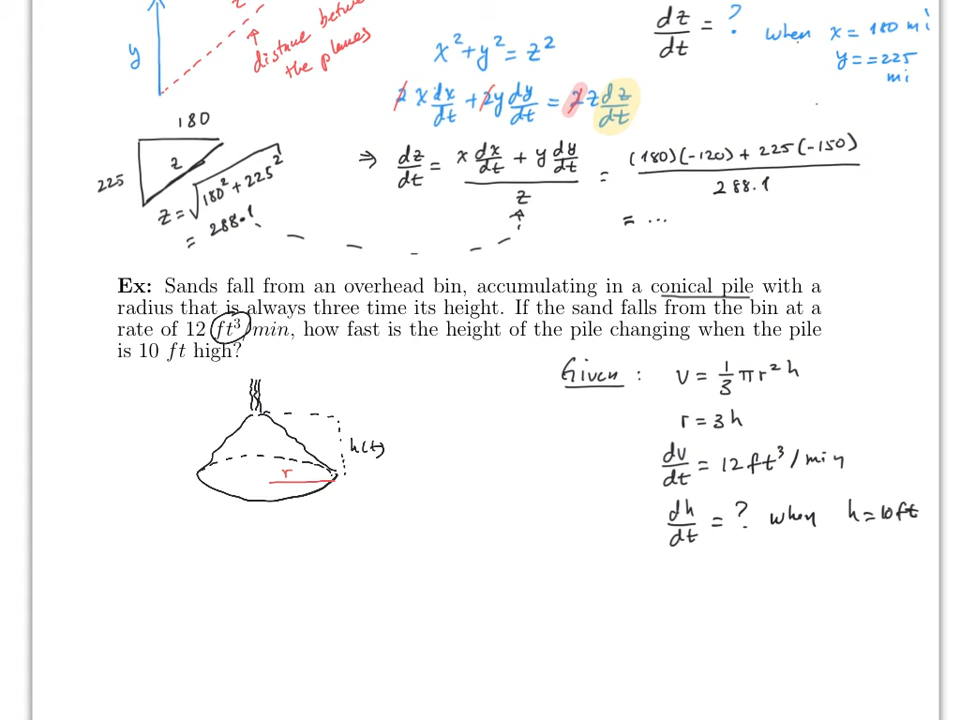 y
z
distance between
the planes
x² + y² = z²
dz/dt = ? when x = 180 mi
y = = 225
mi
2x dx/dt + 2y dy/dt = 2z dz/dt
180
225
z
z = √(180² + 225²)
= 288.1
⇒ dz/dt = (x dx/dt + y dy/dt)/z = ((180)(-120) + 225(-150))/288.1
= ...
Ex: Sands fall from an overhead bin, accumulating in a conical pile with a
radius that is always three time its height. If the sand falls from the bin at a
rate of 12 ft³/min, how fast is the height of the pile changing when the pile
is 10 ft high?
Given : V = 1/3 πr²h
r = 3h
dv/dt = 12 ft³/min
dh/dt = ? when h = 10ft
h(t)
r